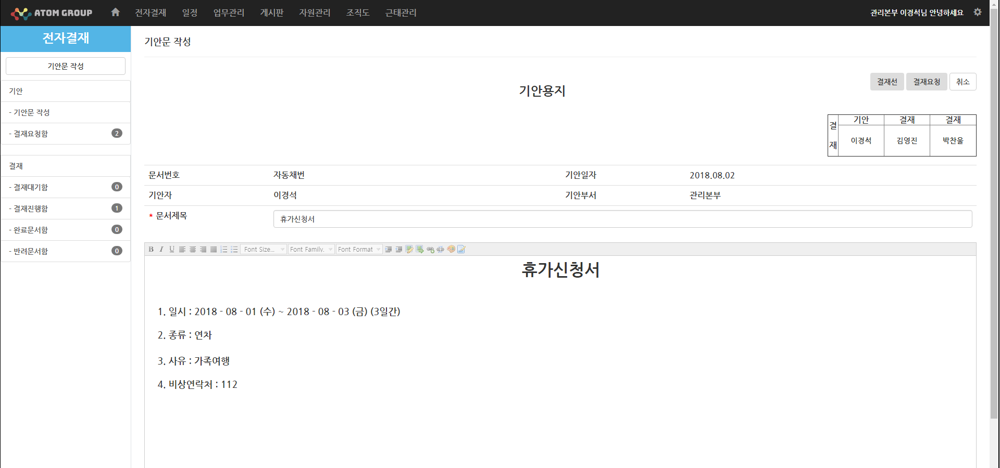 ATOM GROUP 전자결재 일정 업무관리 게시판 자원관리 조직도 근태관리 관리본부 이경석님 안녕하세요
전자결재
기안문 작성
기안
- 기안문 작성
- 결재요청함 2
결재
- 결재대기함 0
- 결재진행함 1
- 완료문서함 0
- 반려문서함 0
기안문 작성
결재선 결재요청 취소
기안용지
결재 기안 결재 결재
이경석 김영진 박찬울
문서번호 자동채번 기안일자 2018.08.02
기안자 이경석 기안부서 관리본부
* 문서제목 휴가신청서
B I U Font Size... Font Family. Font Format
휴가신청서
1. 일시 : 2018 - 08 - 01 (수) ~ 2018 - 08 - 03 (금) (3일간)
2. 종류 : 연차
3. 사유 : 가족여행
4. 비상연락처 : 112